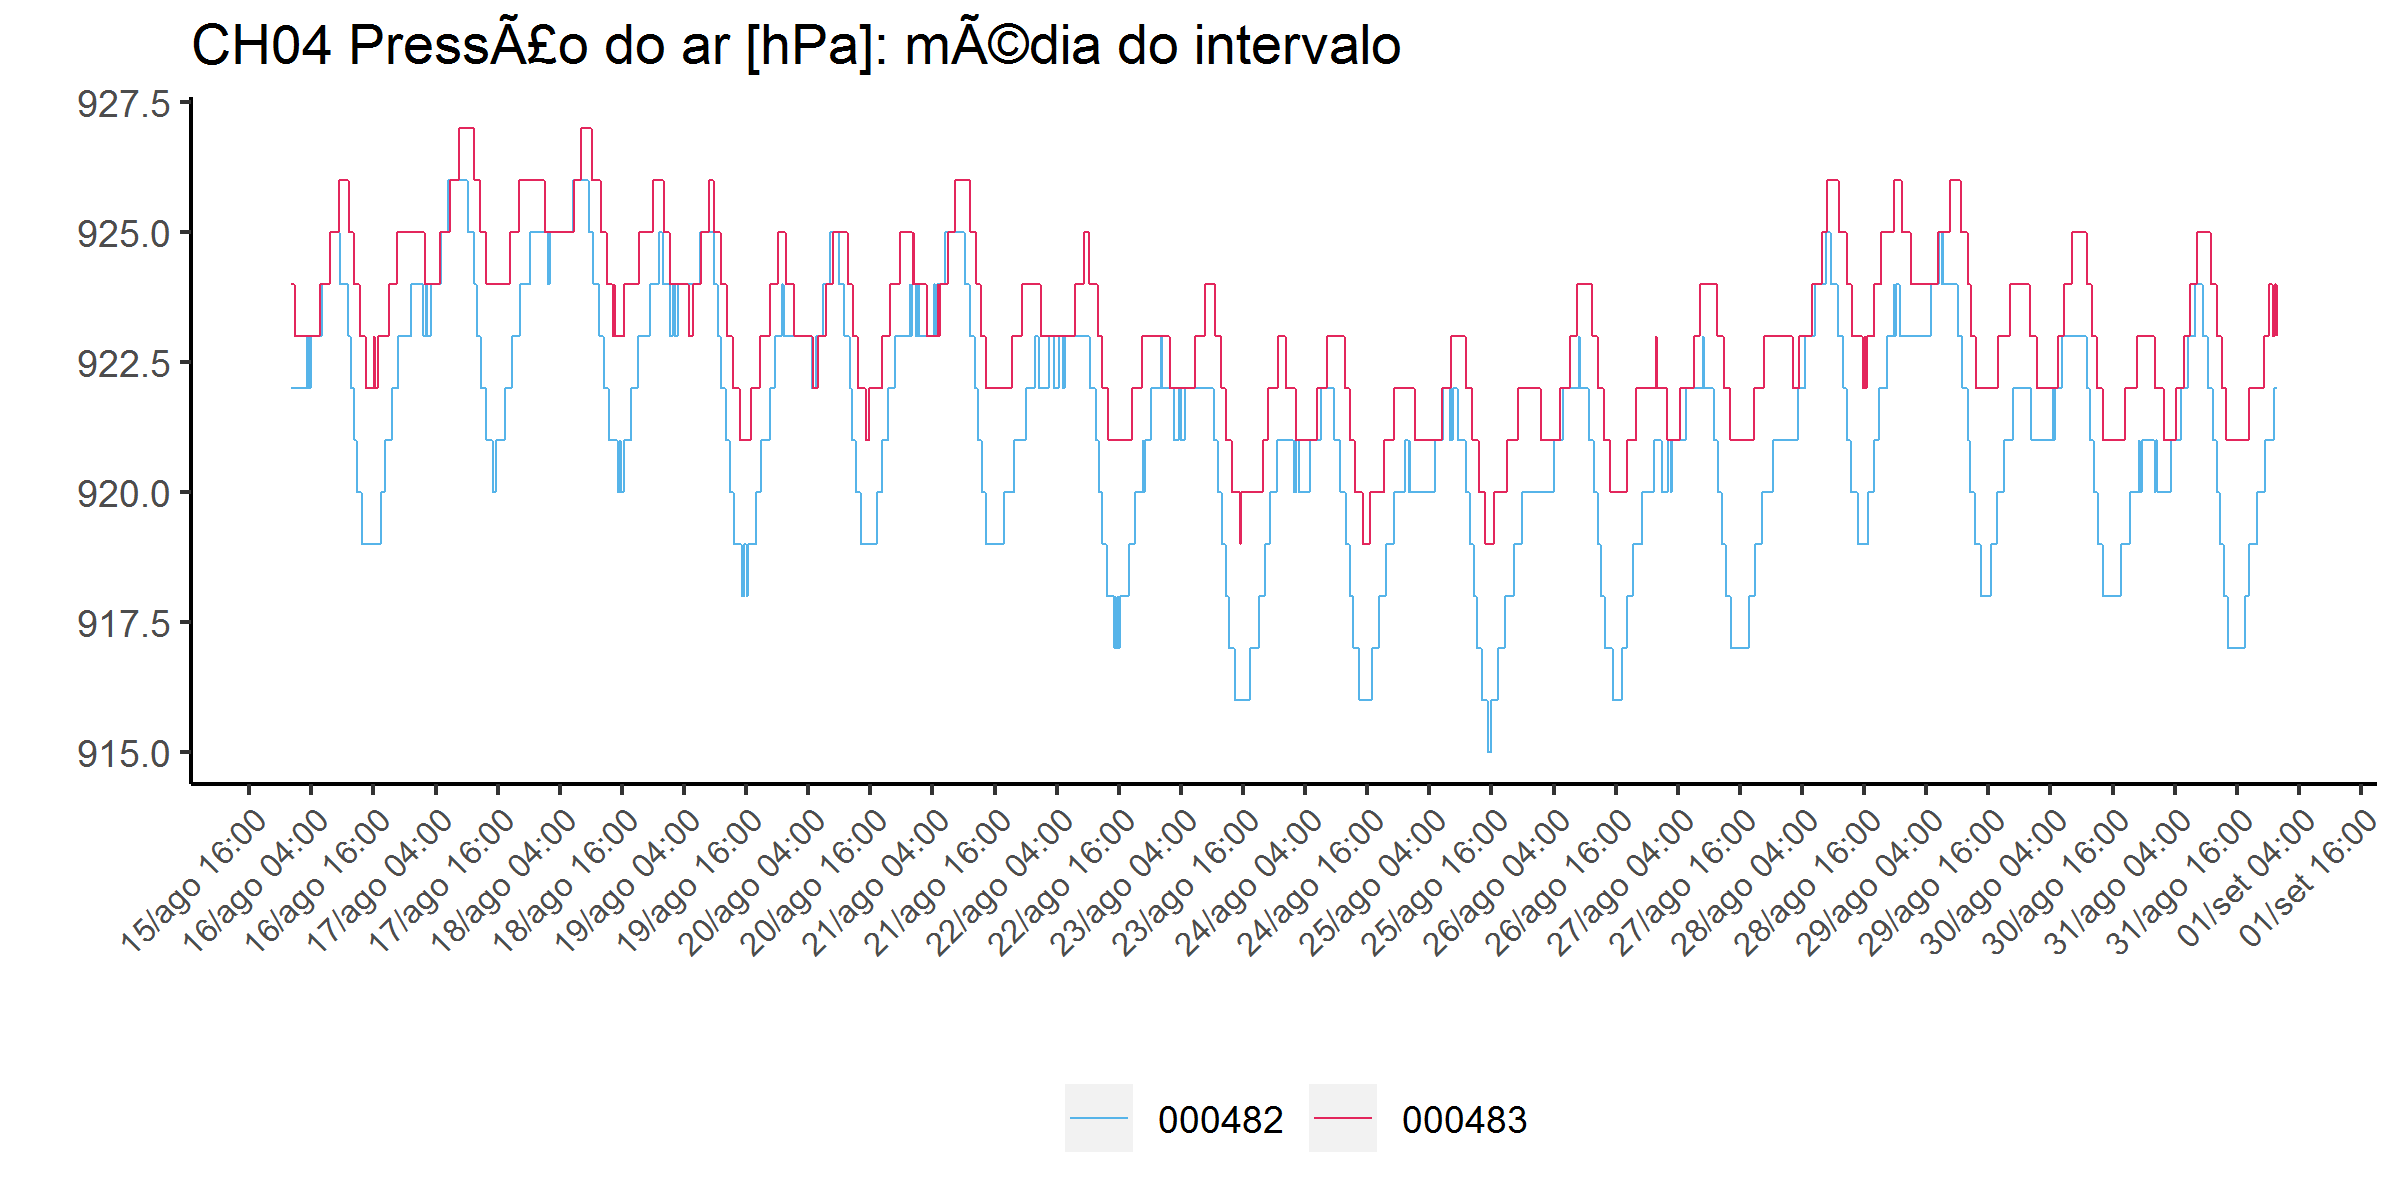 CH04 PressÃ£o do ar [hPa]: mÃ©dia do intervalo
927.5
925.0
922.5
920.0
917.5
915.0
15/ago 16:00
16/ago 04:00
16/ago 16:00
17/ago 04:00
17/ago 16:00
18/ago 04:00
18/ago 16:00
19/ago 04:00
19/ago 16:00
20/ago 04:00
20/ago 16:00
21/ago 04:00
21/ago 16:00
22/ago 04:00
22/ago 16:00
23/ago 04:00
23/ago 16:00
24/ago 04:00
24/ago 16:00
25/ago 04:00
25/ago 16:00
26/ago 04:00
26/ago 16:00
27/ago 04:00
27/ago 16:00
28/ago 04:00
28/ago 16:00
29/ago 04:00
29/ago 16:00
30/ago 04:00
30/ago 16:00
31/ago 04:00
31/ago 16:00
01/set 04:00
01/set 16:00
000482
000483